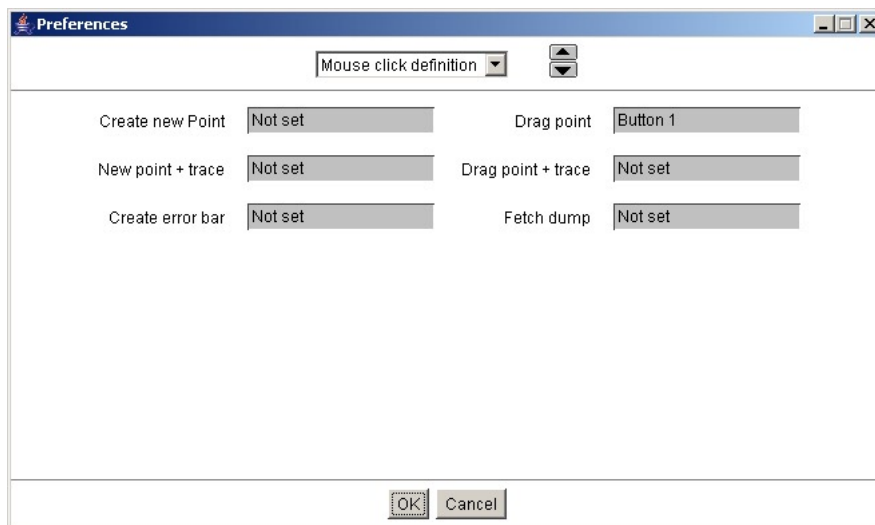 Preferences
Mouse click definition
Create new Point Not set Drag point Button 1
New point + trace Not set Drag point + trace Not set
Create error bar Not set Fetch dump Not set
OK Cancel